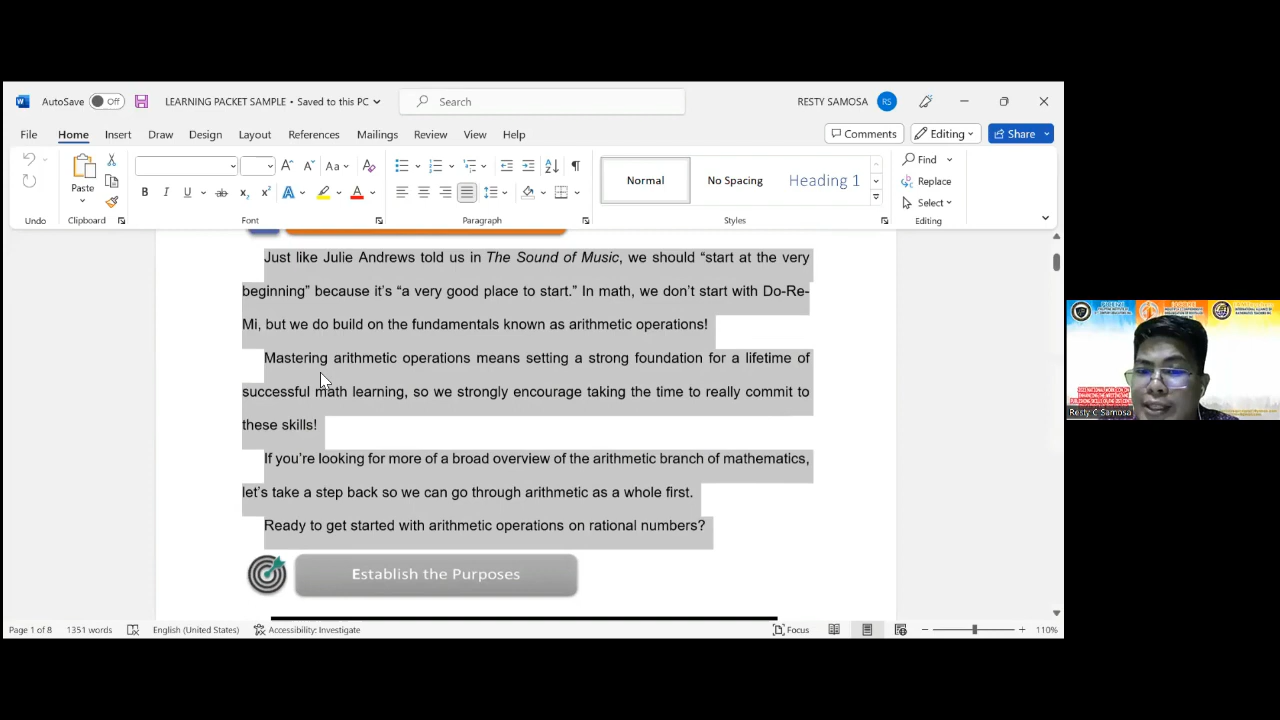 AutoSave Off LEARNING PACKET SAMPLE • Saved to this PC Search RESTY SAMOSA RS
File Home Insert Draw Design Layout References Mailings Review View Help Comments Editing Share
Paste Aa B I U ab x₂ x² A A Normal No Spacing Heading 1 Find Replace Select
Undo Clipboard Font Paragraph Styles Editing
Just like Julie Andrews told us in The Sound of Music, we should “start at the very
beginning” because it’s “a very good place to start.” In math, we don’t start with Do-Re-
Mi, but we do build on the fundamentals known as arithmetic operations!
Mastering arithmetic operations means setting a strong foundation for a lifetime of
successful math learning, so we strongly encourage taking the time to really commit to
these skills!
If you’re looking for more of a broad overview of the arithmetic branch of mathematics,
let’s take a step back so we can go through arithmetic as a whole first.
Ready to get started with arithmetic operations on rational numbers?
Establish the Purposes
Page 1 of 8 1351 words English (United States) Accessibility: Investigate Focus 110%
Resty C Samosa